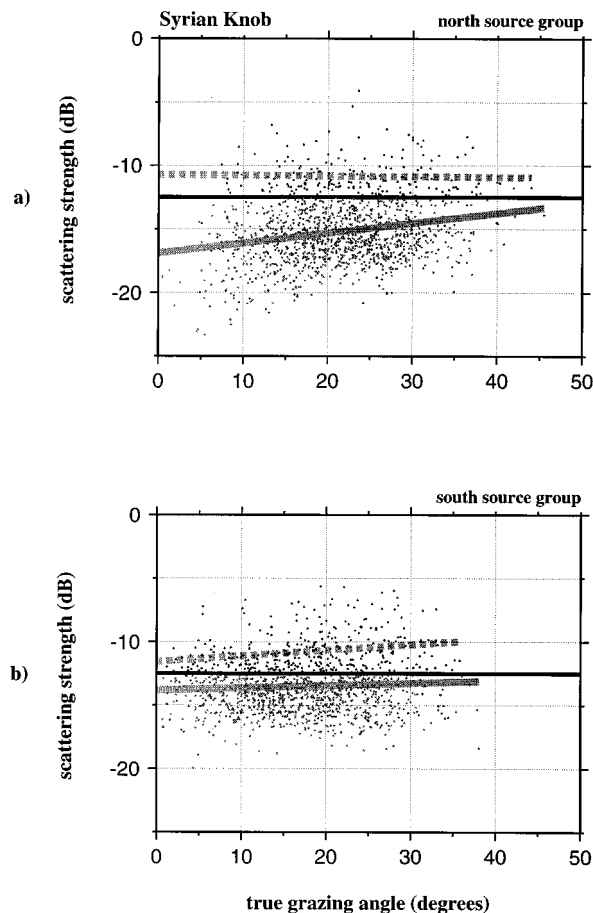 Syrian Knob north source group
0
-10
-20
scattering strength (dB)
a)
0 10 20 30 40 50
south source group
0
-10
-20
scattering strength (dB)
b)
0 10 20 30 40 50
true grazing angle (degrees)